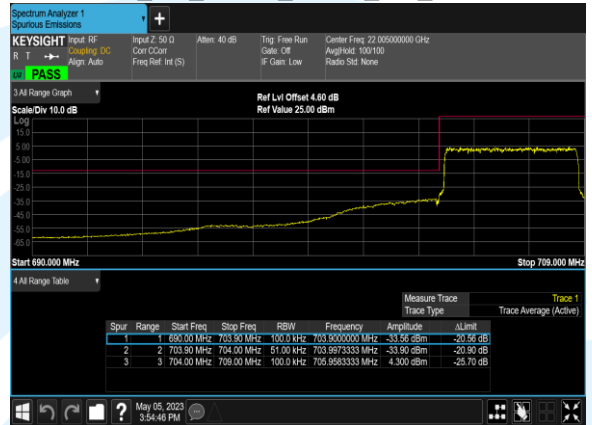 Spectrum Analyzer 1
Spurious Emissions
+
KEYSIGHT Input: RF Input Z: 50 Ω Atten: 40 dB Trig: Free Run Center Freq: 22.005000000 GHz
R T Coupling: DC Corr CCorr Gate: Off Avg|Hold: 100/100
Align: Auto Freq Ref: Int (S) IF Gain: Low Radio Std: None
LW PASS
3 All Range Graph
Ref Lvl Offset 4.60 dB
Scale/Div 10.0 dB Ref Value 25.00 dBm
Log
15.0
5.00
-5.00
-15.0
-25.0
-35.0
-45.0
-55.0
-65.0
Start 690.000 MHz Stop 709.000 MHz
4 All Range Table
Measure Trace Trace 1
Trace Type Trace Average (Active)
Spur Range Start Freq Stop Freq RBW Frequency Amplitude ΔLimit
1 1 690.00 MHz 703.90 MHz 100.0 kHz 703.9000000 MHz -33.56 dBm -20.56 dB
2 2 703.90 MHz 704.00 MHz 51.00 kHz 703.9973333 MHz -33.90 dBm -20.90 dB
3 3 704.00 MHz 709.00 MHz 100.0 kHz 705.9583333 MHz 4.300 dBm -25.70 dB
? May 05, 2023
3:54:46 PM